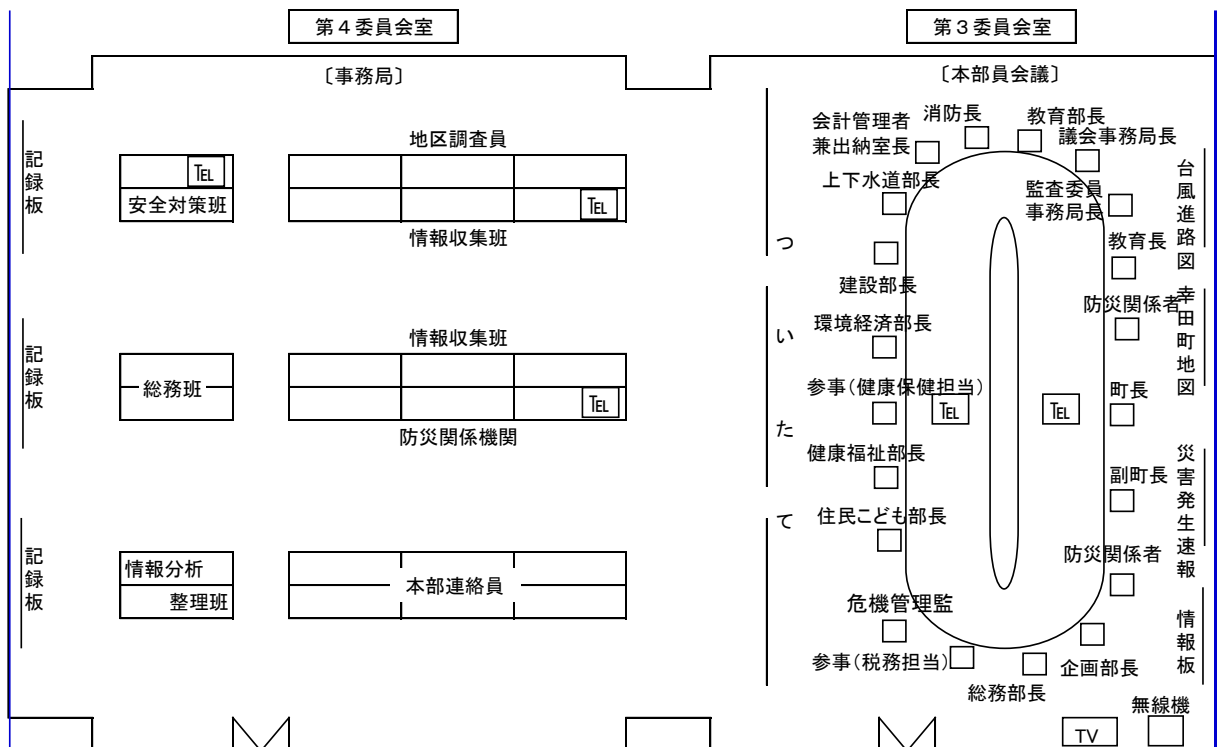 第４委員会室
〔事務局〕
記録板
TEL
安全対策班
地区調査員
TEL
情報収集班
記録板
総務班
情報収集班
TEL
防災関係機関
記録板
情報分析
整理班
本部連絡員
第３委員会室
〔本部員会議〕
ついたて
会計管理者
兼出納室長
消防長
教育部長
議会事務局長
上下水道部長
監査委員
事務局長
教育長
建設部長
防災関係者
環境経済部長
参事（健康保健担当）
TEL
TEL
町長
健康福祉部長
副町長
住民こども部長
防災関係者
危機管理監
参事（税務担当）
総務部長
企画部長
台風進路図
幸田町地図
災害発生速報
情報板
無線機
TV